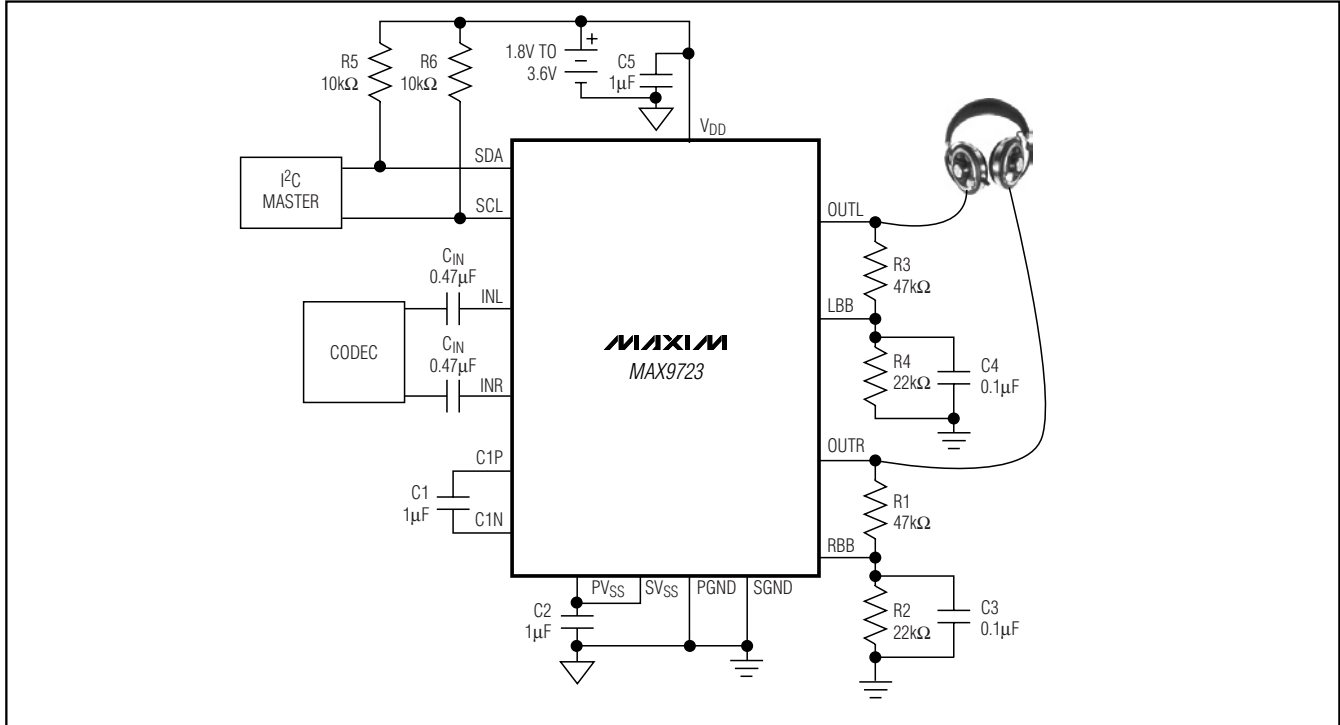 R5
10kΩ
R6
10kΩ
1.8V TO
3.6V
+
C5
1µF
VDD
I²C
MASTER
SDA
SCL
CIN
0.47µF
INL
CODEC
CIN
0.47µF
INR
C1P
C1
1µF
C1N
MAXIM
MAX9723
OUTL
R3
47kΩ
LBB
R4
22kΩ
C4
0.1µF
OUTR
R1
47kΩ
RBB
R2
22kΩ
C3
0.1µF
PVSS
SVSS
PGND
SGND
C2
1µF